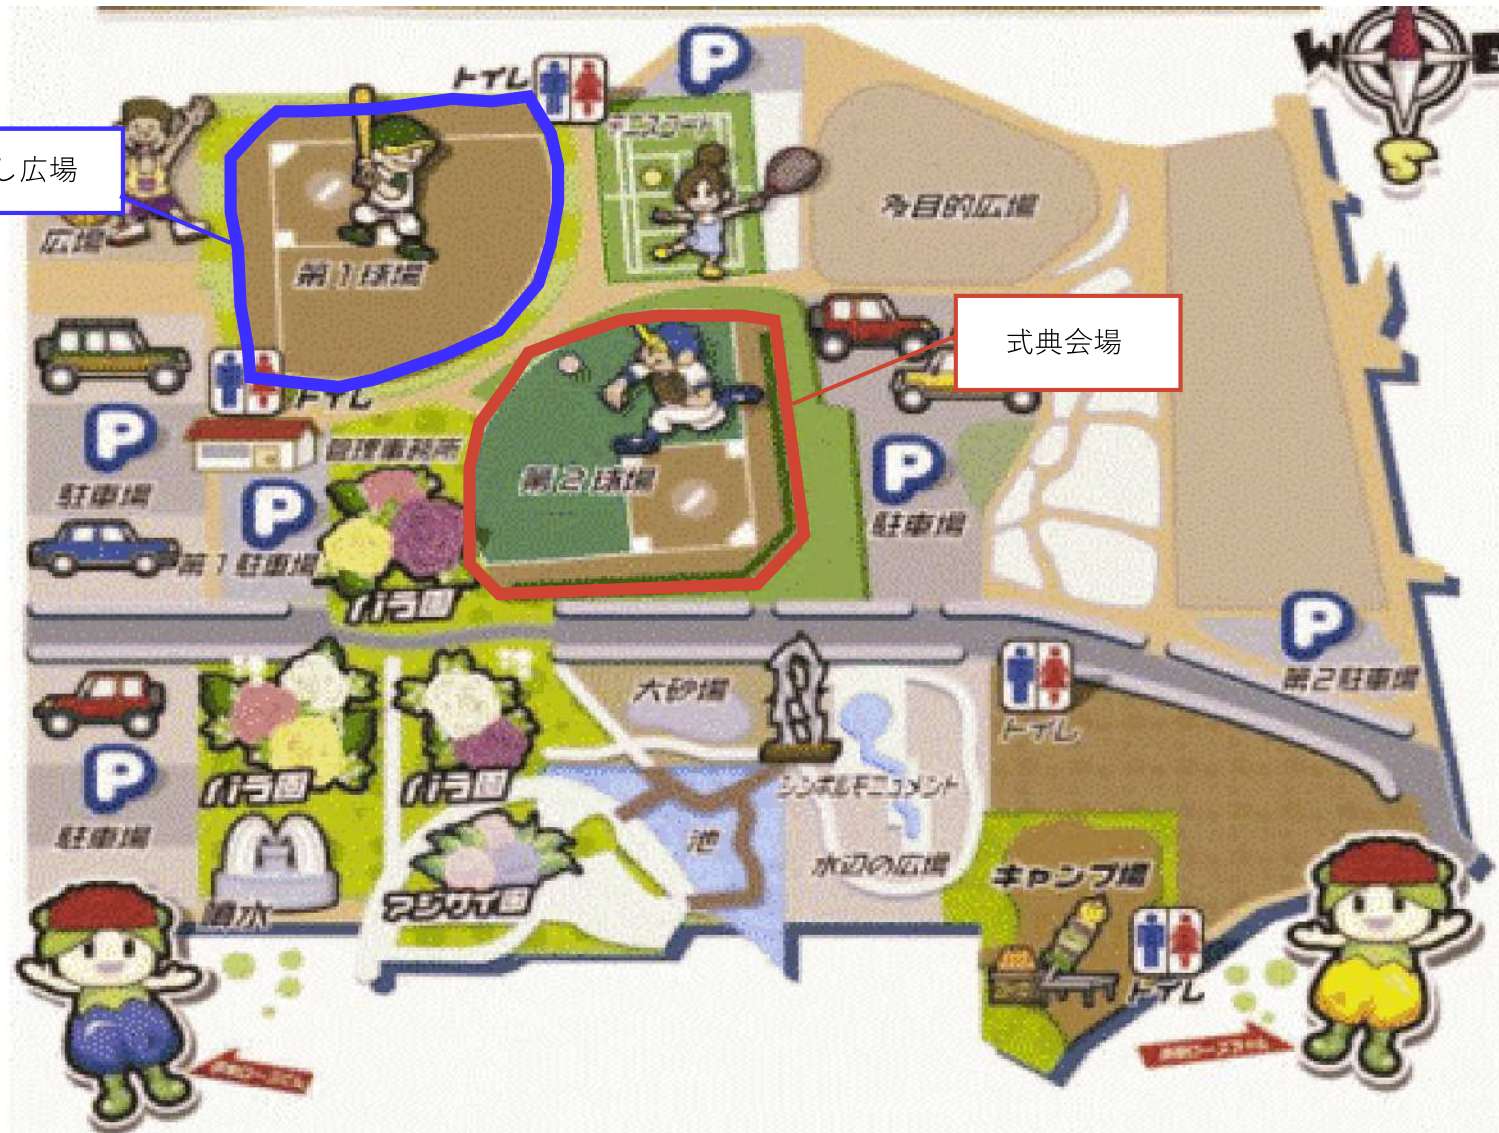 W
E
トイレ
P
テニスコート
し広場
多目的広場
広場
第1球場
S
式典会場
トイレ
管理事務所
P
P
P
第2球場
駐車場
駐車場
第1駐車場
バラ園
P
第2駐車場
大砂場
トイレ
P
バラ園
バラ園
シンボルモニュメント
駐車場
池
水辺の広場
キャンプ場
アジサイ園
噴水
トイレ